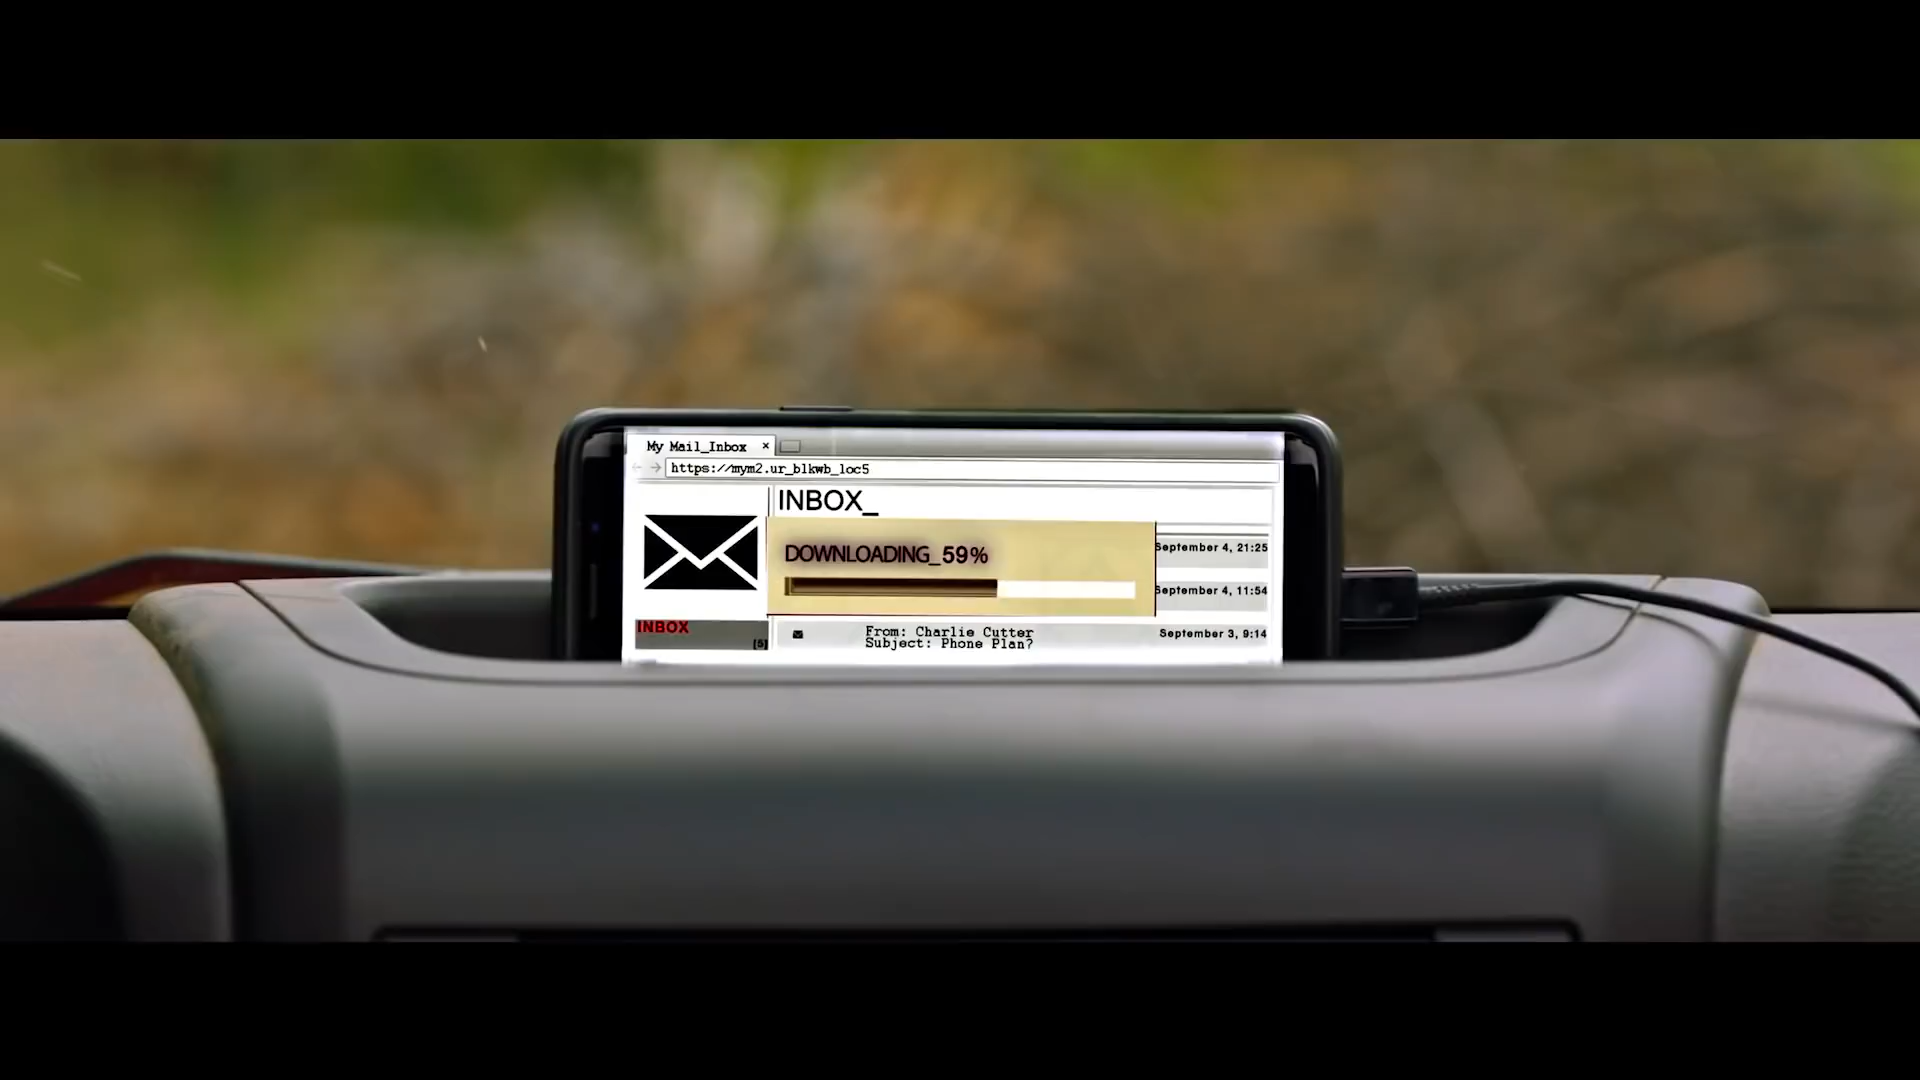 My Mail_Inbox ×
https://mym2.ur_blkwb_loc5
INBOX_
DOWNLOADING_59%
September 4, 21:25
September 4, 11:54
INBOX
[5]
From: Charlie Cutter
Subject: Phone Plan?
September 3, 9:14